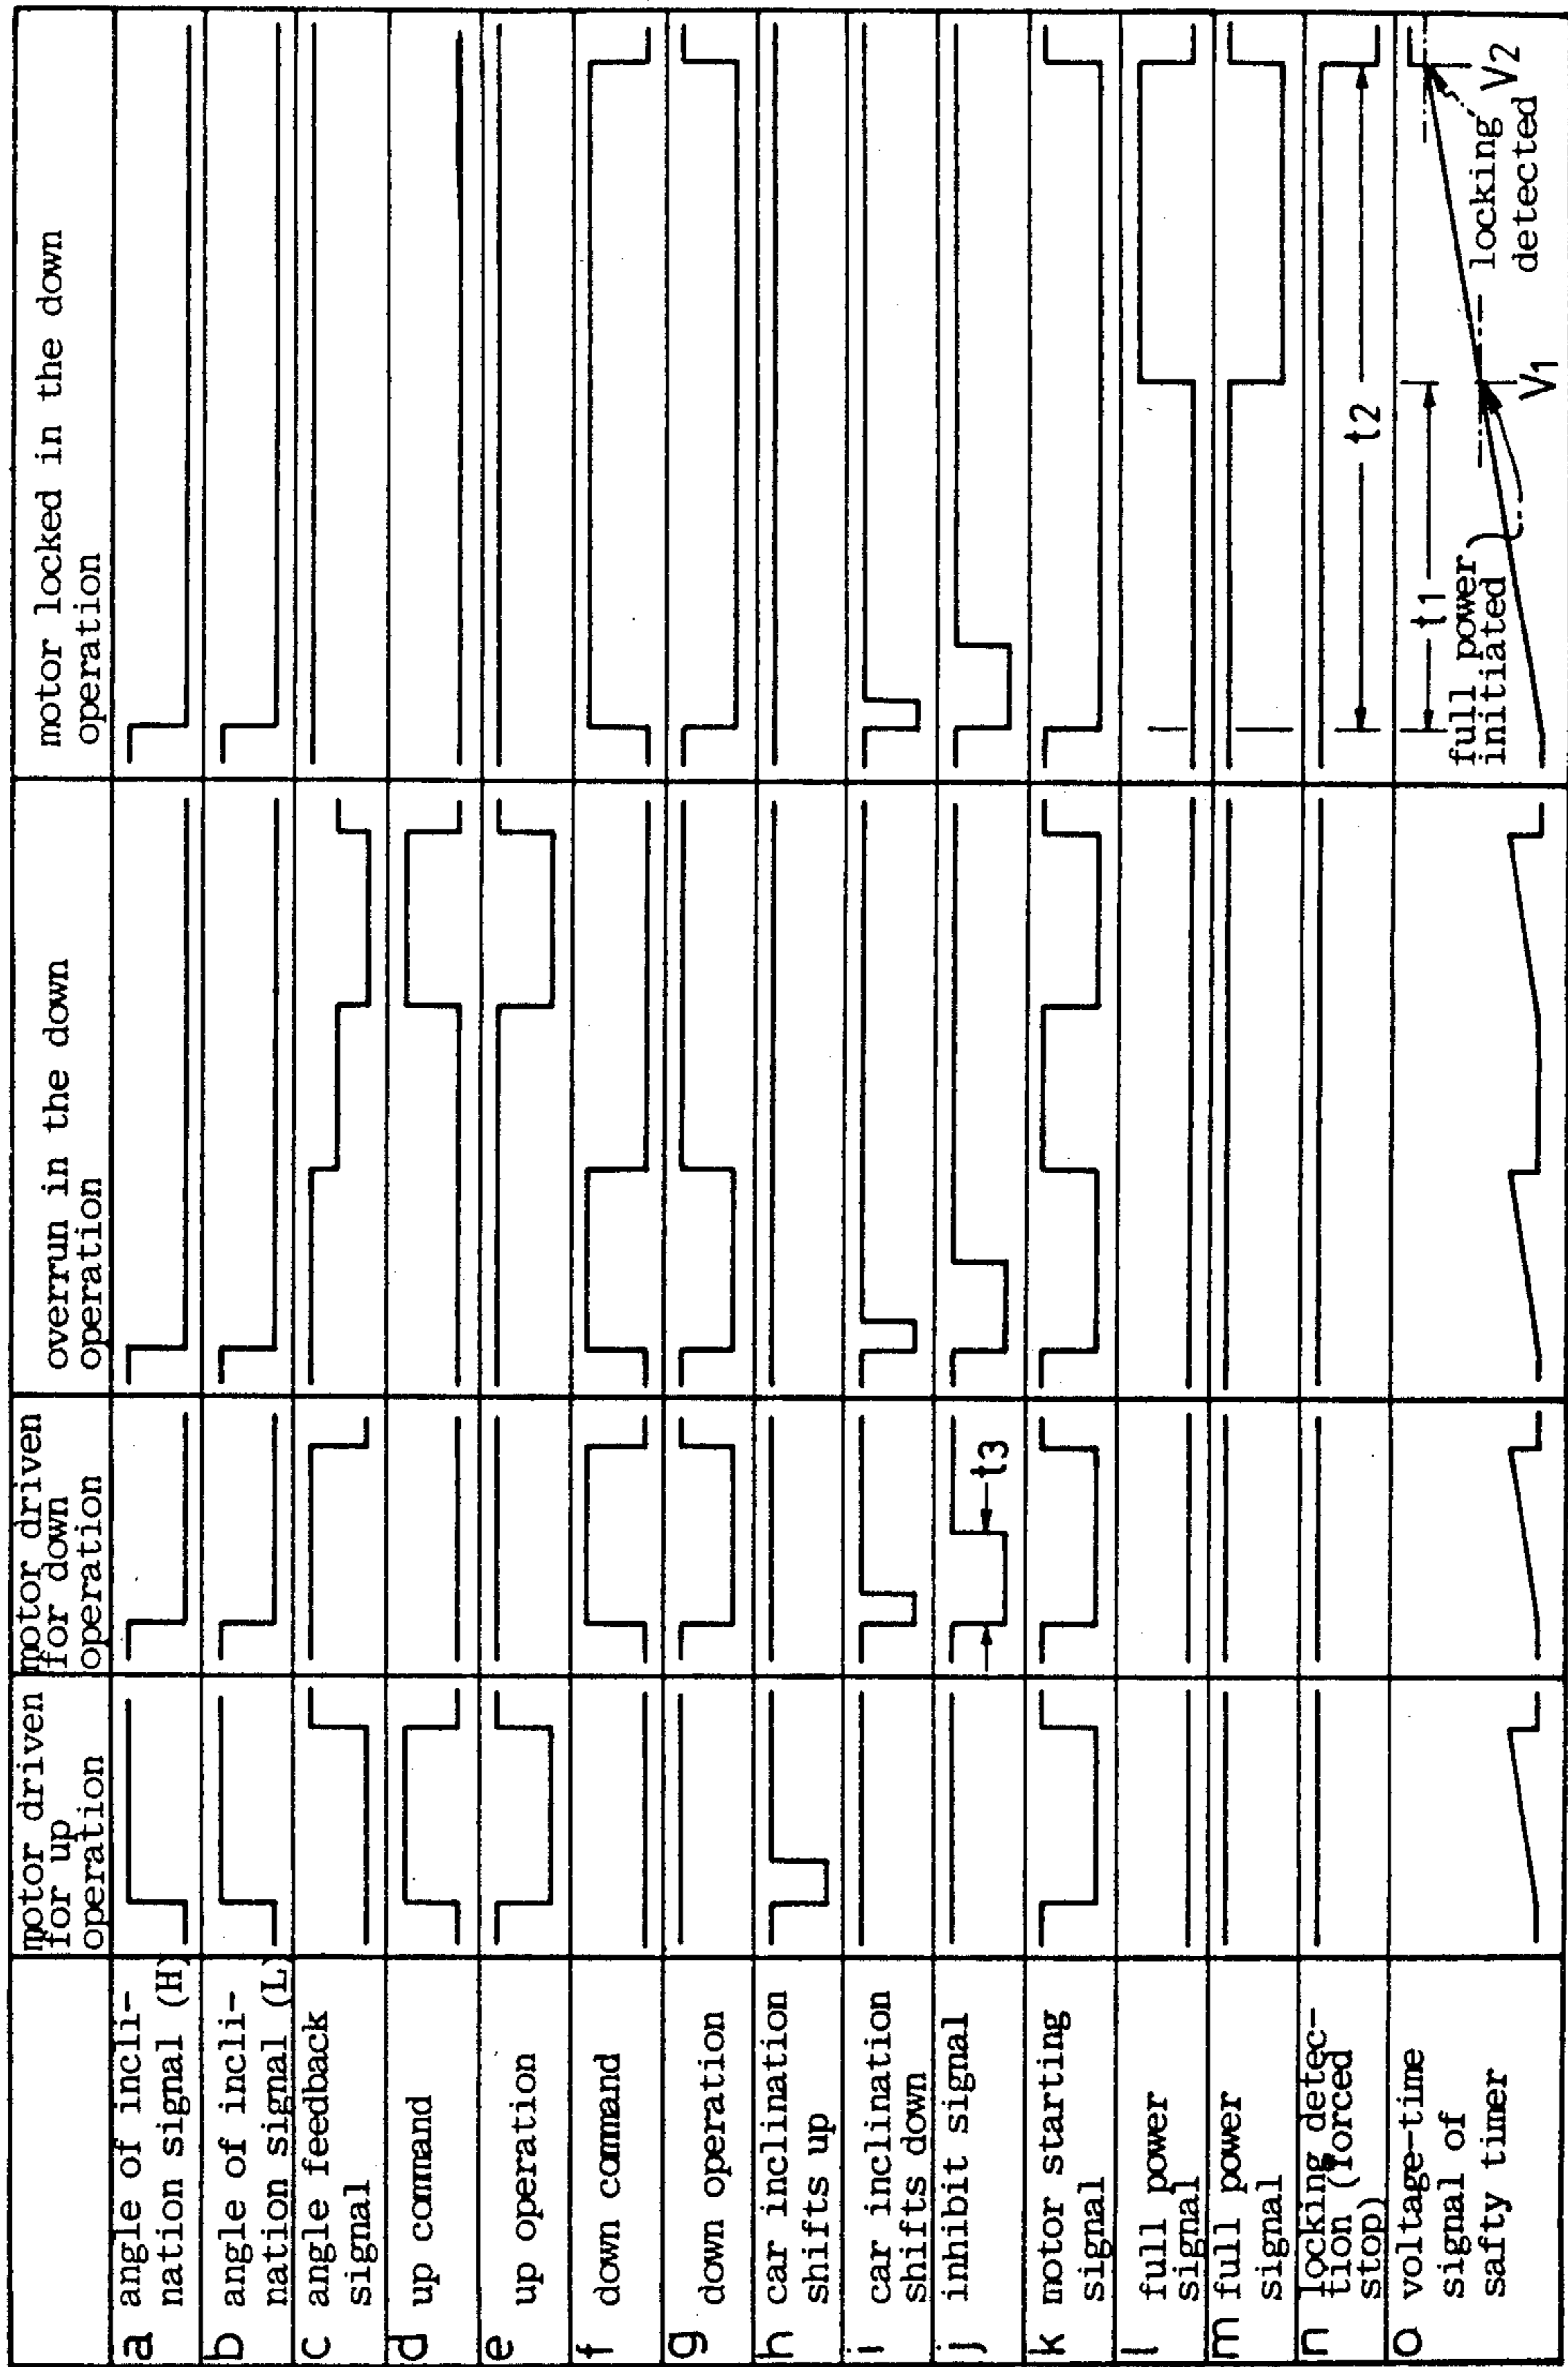 motor driven
for up
operation
motor driven
for down
operation
overrun in the down
operation
motor locked in the down
operation
a angle of incli-
nation signal (H)
b angle of incli-
nation signal (L)
c angle feedback
signal
d up command
e up operation
f down command
g down operation
h car inclination
shifts up
i car inclination
shifts down
j inhibit signal
t3
k motor starting
signal
l full power
signal
m full power
signal
n locking detec-
tion (forced
stop)
t2
o voltage-time
signal of
safty timer
t1
full power
initiated
V1
locking
detected
V2